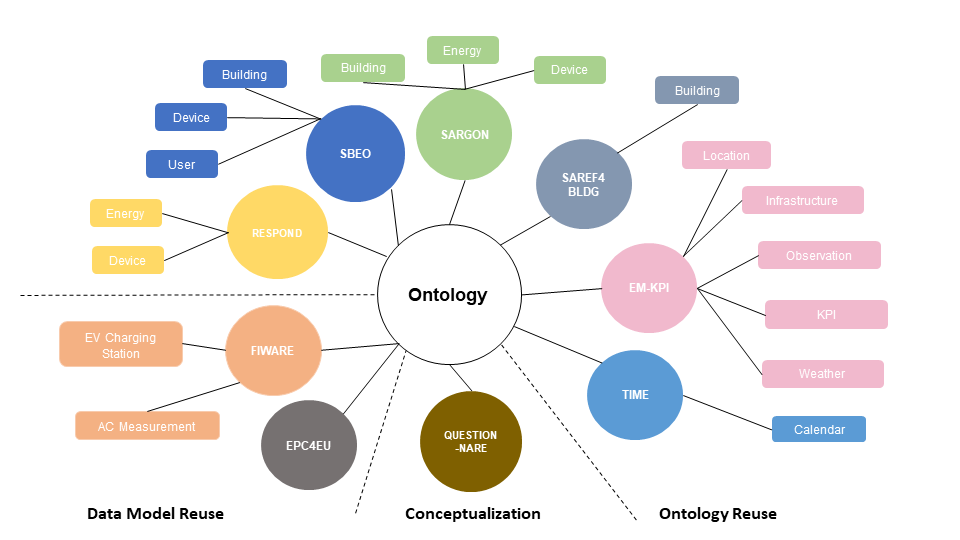 Energy
Building
Device
Building
Device
User
SBEO
SARGON
Building
SAREF4
BLDG
Location
Infrastructure
Observation
KPI
Weather
EM-KPI
Energy
Device
RESPOND
Ontology
EV Charging
Station
FIWARE
AC Measurement
EPC4EU
QUESTION
-NARE
TIME
Calendar
Data Model Reuse
Conceptualization
Ontology Reuse